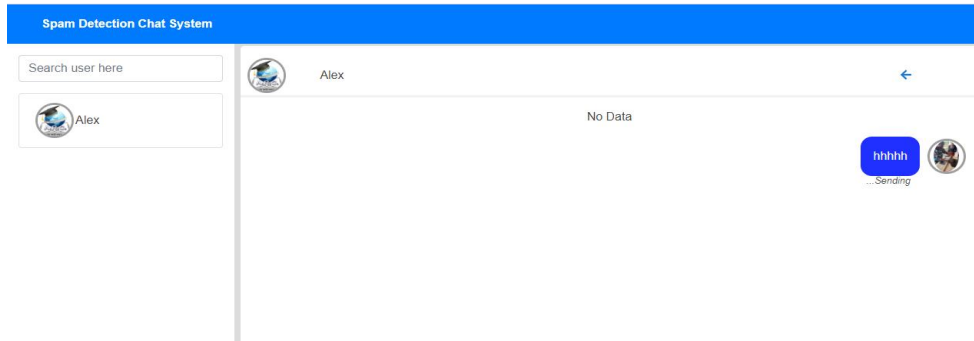 Spam Detection Chat System
Search user here
Alex
Alex
No Data
hhhhh
...Sending